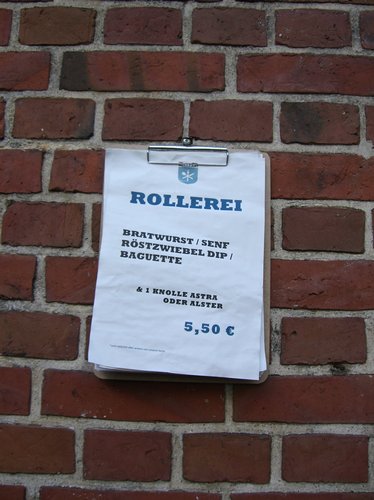 ROLLEREI
BRATWURST / SENF
RÖSTZWIEBEL DIP /
BAGUETTE
& 1 KNOLLE ASTRA
ODER ALSTER
5,50 €